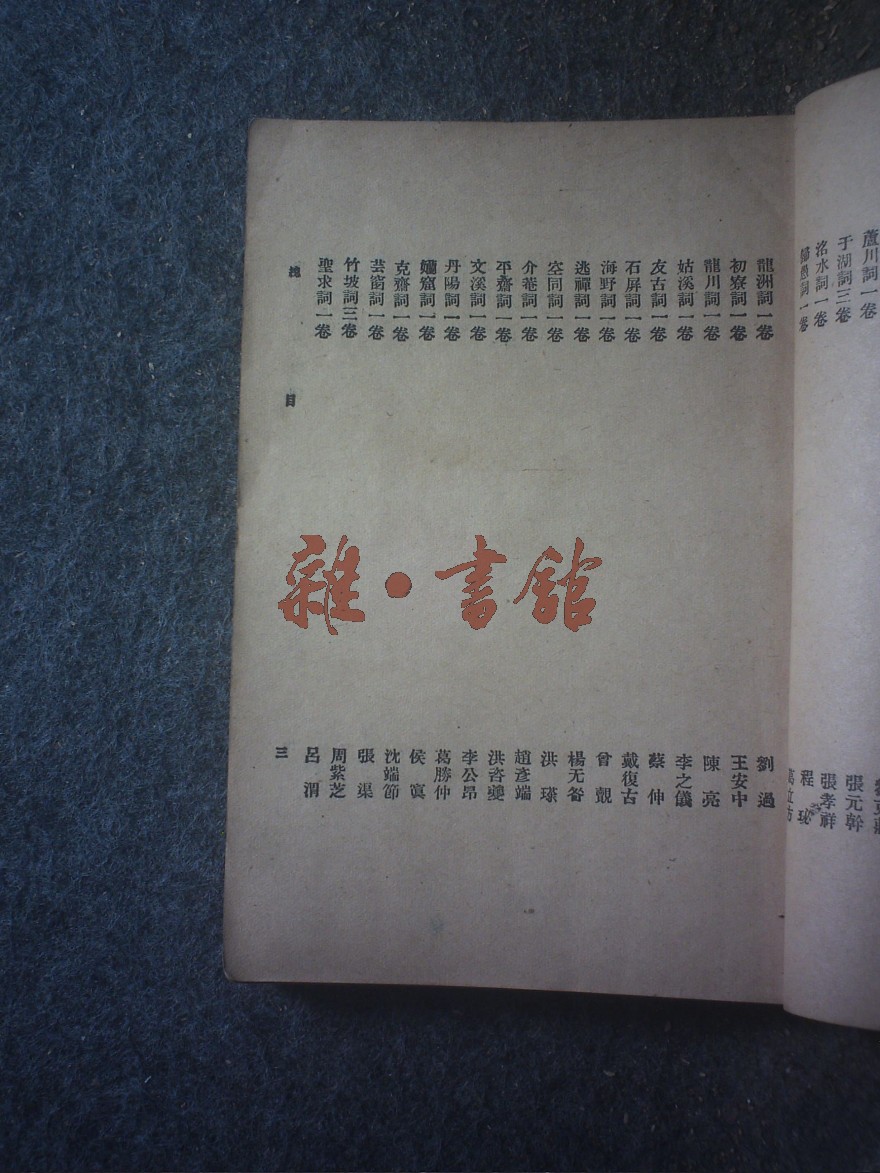 蘆川詞一卷
張元幹
于湖詞三卷
張孝祥
洺水詞一卷
程珌
歸愚詞一卷
葛立方
龍洲詞一卷
劉過
初寮詞一卷
王安中
龍川詞一卷
陳亮
姑溪詞一卷
李之儀
友古詞一卷
蔡伸
石屏詞一卷
戴復古
海野詞一卷
曾覿
逃禪詞一卷
楊无咎
空同詞一卷
洪瑹
介菴詞一卷
趙彥端
平齋詞一卷
洪咨夔
文溪詞一卷
李公昂
丹陽詞一卷
葛勝仲
嬾窟詞一卷
侯寘
克齋詞一卷
沈端節
芸窗詞一卷
張榘
竹坡詞三卷
周紫芝
聖求詞一卷
呂渭
總目
三
雜·書館